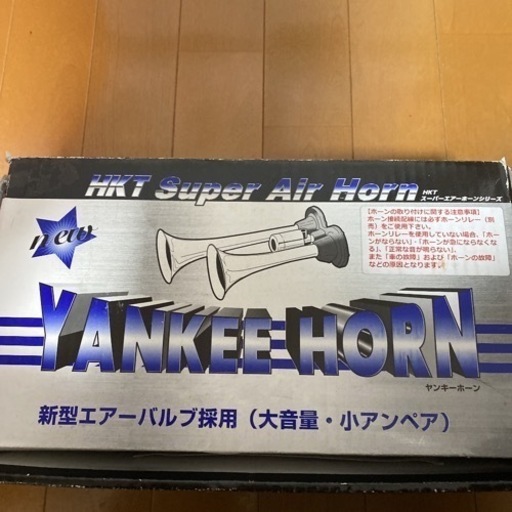 HKT Super Air Horn
HKT
スーパーエアーホーンシリーズ
new
【ホーンの取り付けに関する注意事項】
ホーン接続配線には必ずホーンリレー（別
売）をご使用下さい。
ホーンリレーを使用していない場合、「ホー
ンがならない」・「ホーンが急にならなくな
る」、「正常な音が鳴らない」、
また「車の故障」および「ホーンの故障」
などの原因となります。
YANKEE HORN
ヤンキーホーン
新型エアーバルブ採用（大音量・小アンペア）